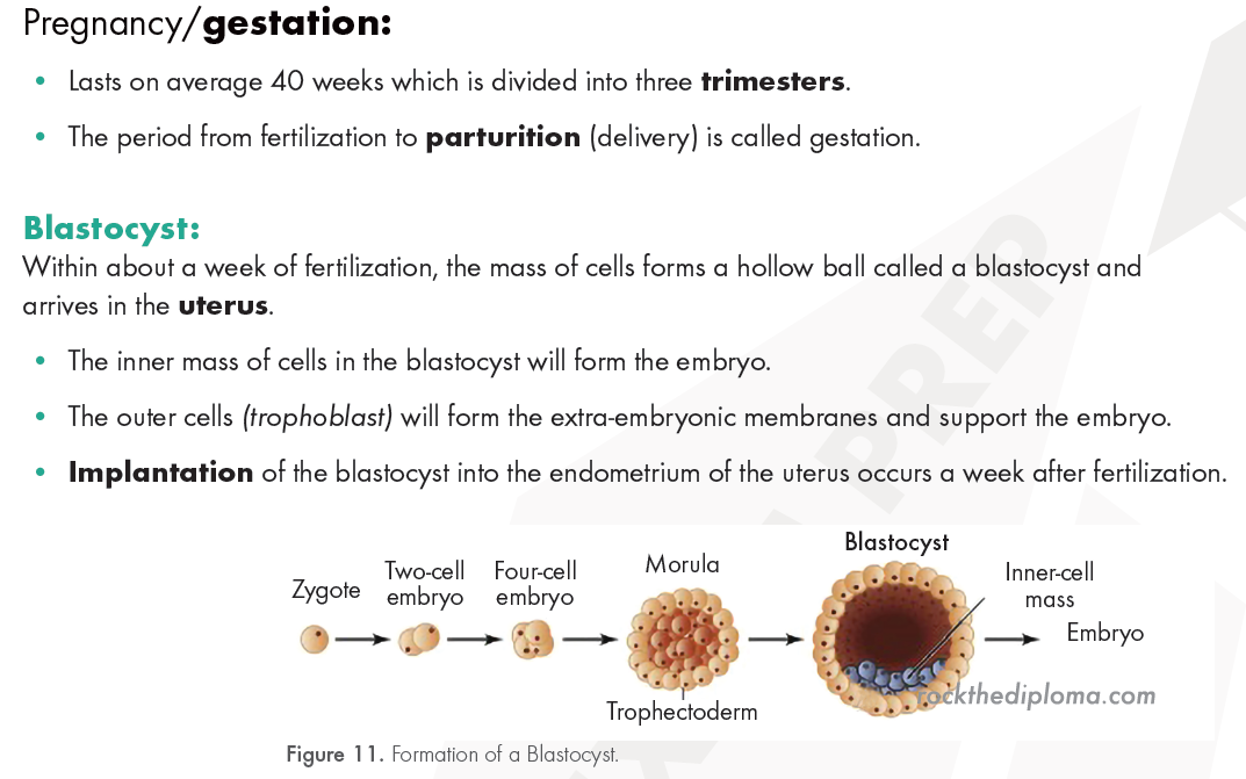 Pregnancy/gestation:
• Lasts on average 40 weeks which is divided into three trimesters.
• The period from fertilization to parturition (delivery) is called gestation.
Blastocyst:
Within about a week of fertilization, the mass of cells forms a hollow ball called a blastocyst and
arrives in the uterus.
• The inner mass of cells in the blastocyst will form the embryo.
• The outer cells (trophoblast) will form the extra-embryonic membranes and support the embryo.
• Implantation of the blastocyst into the endometrium of the uterus occurs a week after fertilization.
Zygote
Two-cell
embryo
Four-cell
embryo
Morula
Trophectoderm
Blastocyst
Inner-cell
mass
Embryo
rockthediploma.com
Figure 11. Formation of a Blastocyst.
PREP